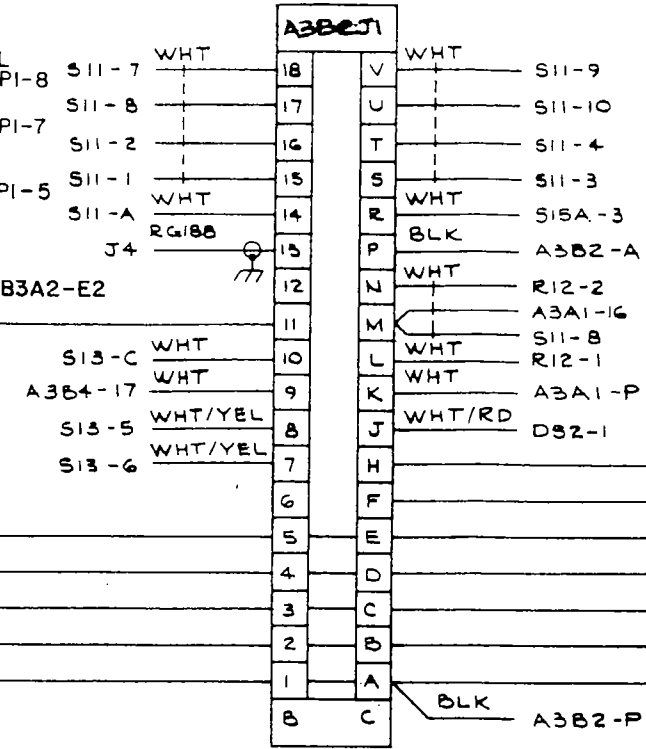 A3B2J1
L
P1-8 S11-7 WHT 18 V WHT S11-9
S11-8 17 U S11-10
P1-7
S11-2 16 T S11-4
P1-5 S11-1 15 S S11-3
S11-A WHT 14 R WHT S15A-3
J4 RG188 13 P BLK A3B2-A
B3A2-E2 12 N WHT R12-2
A3A1-16
11 M
S11-8
S13-C WHT 10 L WHT R12-1
A3B4-17 WHT 9 K WHT A3A1-P
S13-5 WHT/YEL 8 J WHT/RD DS2-1
S13-6 WHT/YEL 7 H
6 F
5 E
4 D
3 C
2 B
1 A
BLK A3B2-P
B C